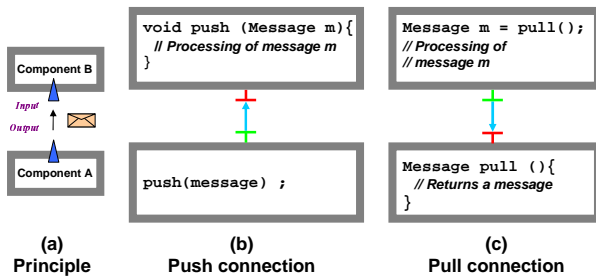 Component B
Input
Output
Component A
(a)
Principle
void push (Message m){
// Processing of message m
}
push(message) ;
(b)
Push connection
Message m = pull();
// Processing of
// message m
Message pull (){
// Returns a message
}
(c)
Pull connection